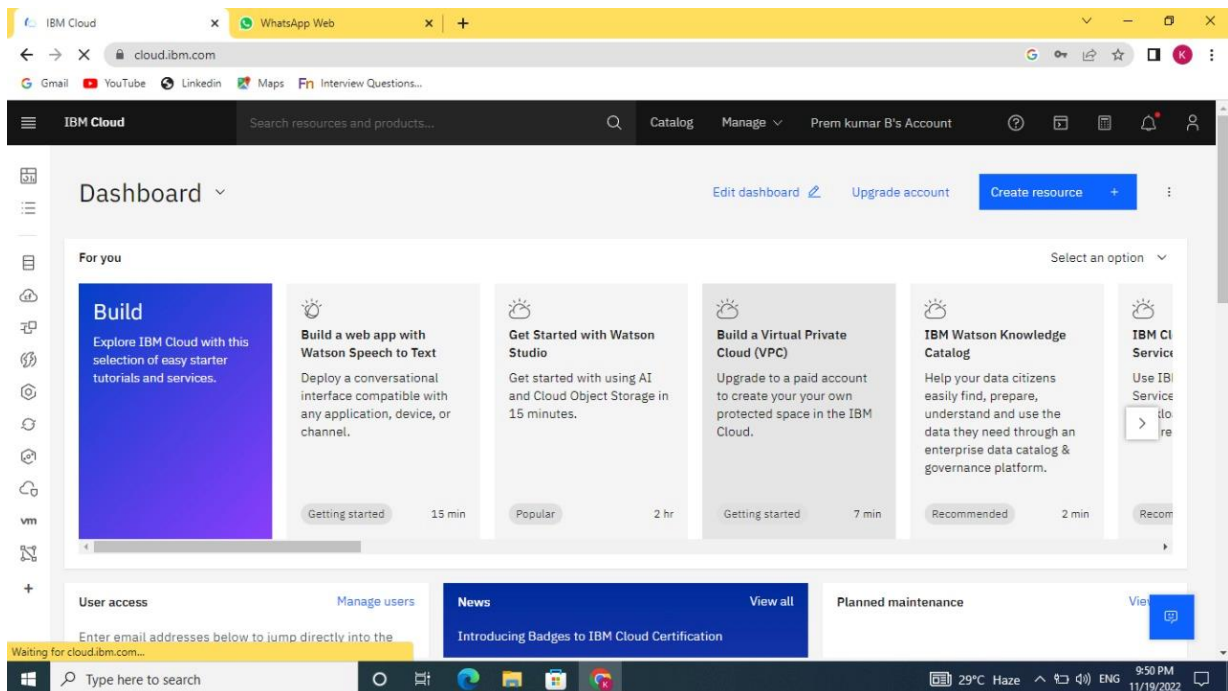 IBM Cloud
WhatsApp Web
cloud.ibm.com
Gmail YouTube Linkedin Maps Fn Interview Questions...
IBM Cloud Search resources and products... Catalog Manage Prem kumar B's Account
Dashboard Edit dashboard Upgrade account Create resource +
For you Select an option
Build
Explore IBM Cloud with this
selection of easy starter
tutorials and services.
Build a web app with
Watson Speech to Text
Deploy a conversational
interface compatible with
any application, device, or
channel.
Getting started 15 min
Get Started with Watson
Studio
Get started with using AI
and Cloud Object Storage in
15 minutes.
Popular 2 hr
Build a Virtual Private
Cloud (VPC)
Upgrade to a paid account
to create your your own
protected space in the IBM
Cloud.
Getting started 7 min
IBM Watson Knowledge
Catalog
Help your data citizens
easily find, prepare,
understand and use the
data they need through an
enterprise data catalog &
governance platform.
Recommended 2 min
IBM Cl
Service
Use IB
Service
Recom
vm
User access Manage users
Enter email addresses below to jump directly into the
News View all
Introducing Badges to IBM Cloud Certification
Planned maintenance
Waiting for cloud.ibm.com...
Type here to search
29°C Haze ENG
9:50 PM
11/19/2022